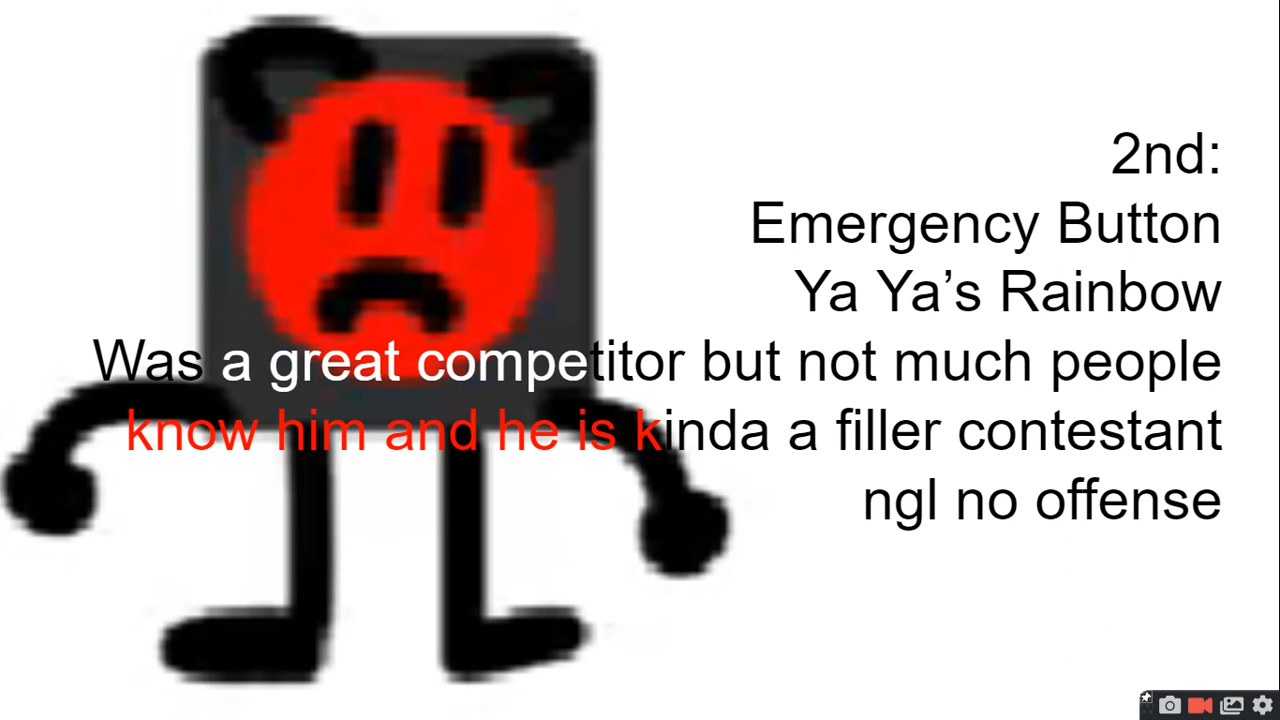 2nd:
Emergency Button
Ya Ya’s Rainbow
Was a great competitor but not much people
know him and he is kinda a filler contestant
ngl no offense